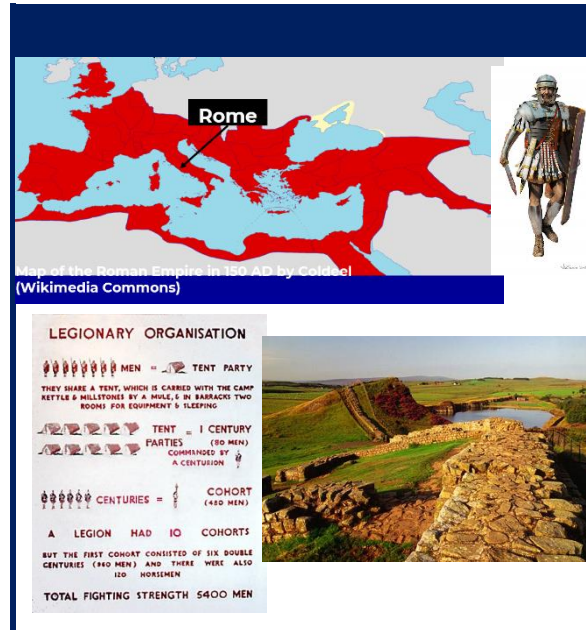 Rome
Map of the Roman Empire in 150 AD by Coldeel
(Wikimedia Commons)
LEGIONARY ORGANISATION
MEN = TENT PARTY
THEY SHARE A TENT, WHICH IS CARRIED WITH THE CAMP
KETTLE & MILLSTONES BY A MULE, & IN BARRACKS TWO
ROOMS FOR EQUIPMENT & SLEEPING
TENT = 1 CENTURY
PARTIES (80 MEN)
COMMANDED BY
A CENTURION
CENTURIES = COHORT
(480 MEN)
A LEGION HAD 10 COHORTS
BUT THE FIRST COHORT CONSISTED OF SIX DOUBLE
CENTURIES (960 MEN) AND THERE WERE ALSO
120 HORSEMEN
TOTAL FIGHTING STRENGTH 5400 MEN